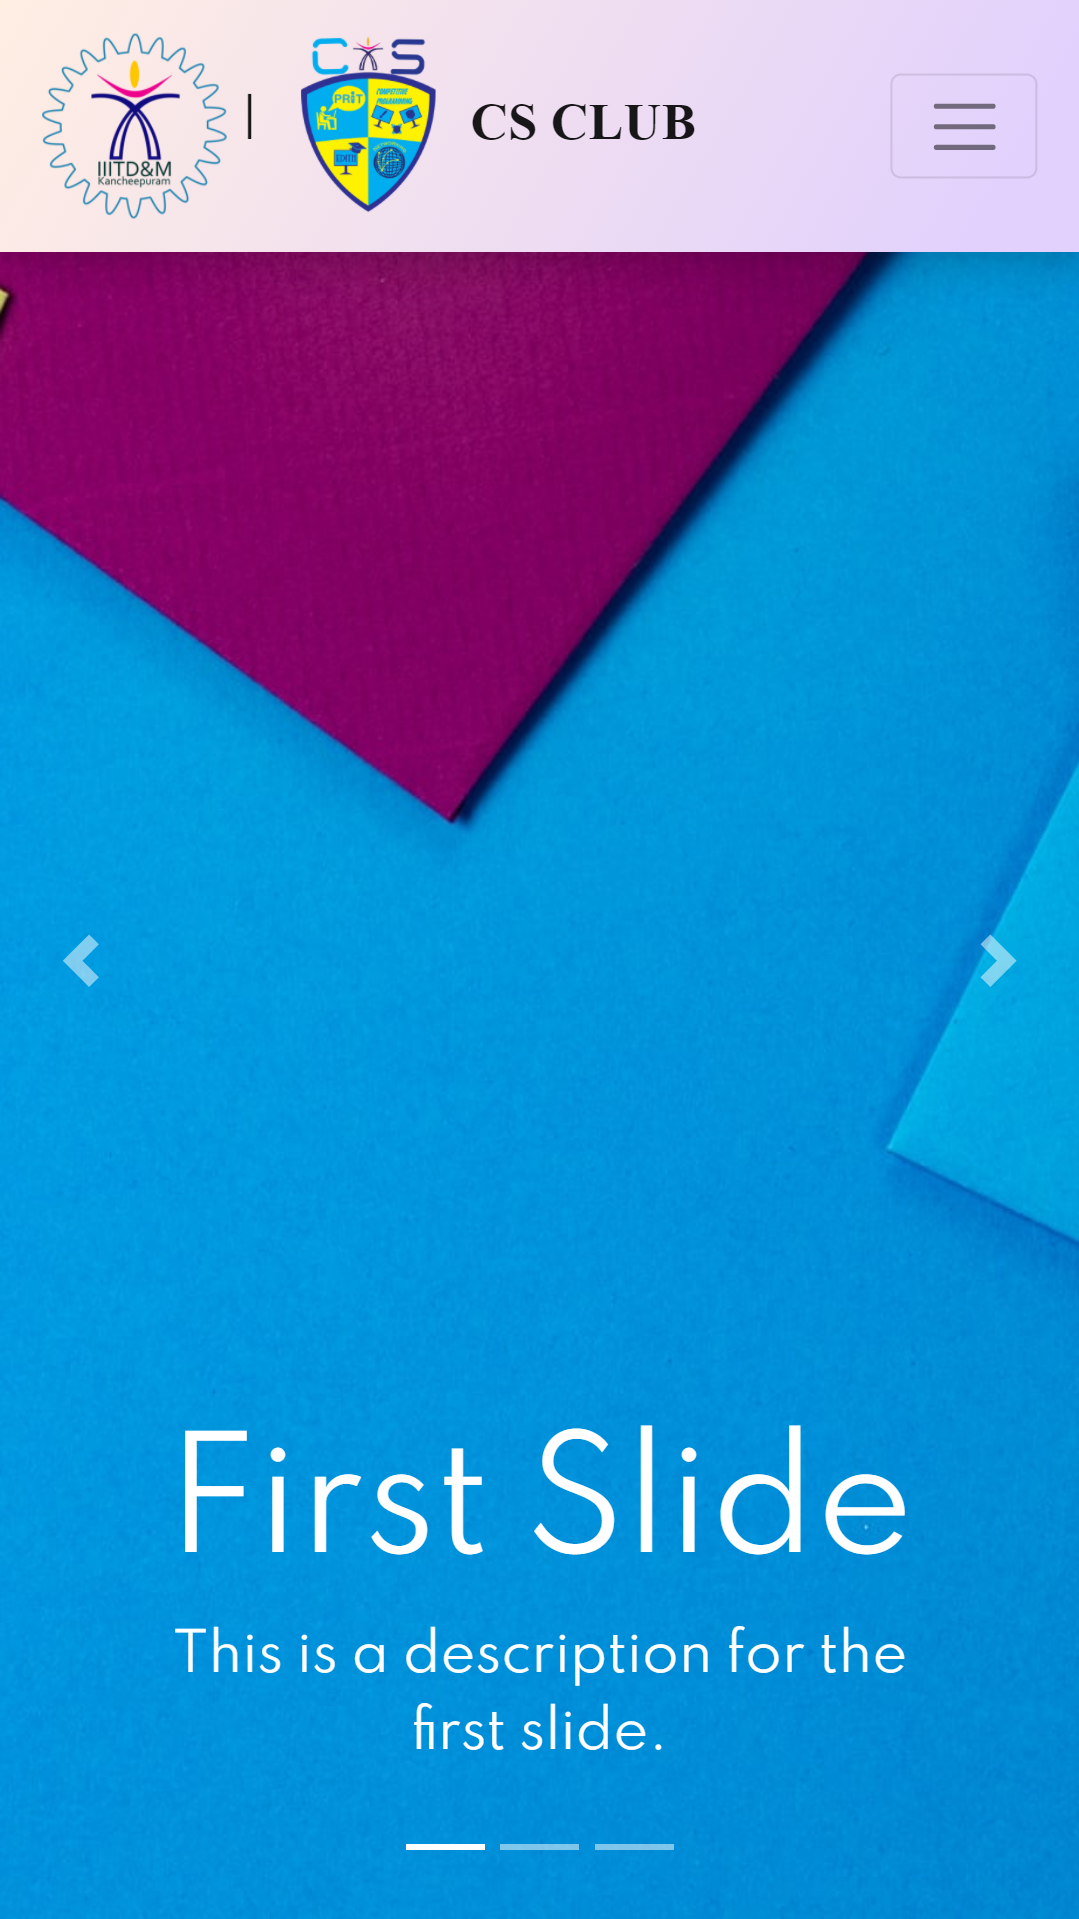 IIITD&M
Kancheepuram
|
CS
PRiT
COMPETITIVE
PROGRAMMING
CS CLUB
First Slide
This is a description for the
first slide.